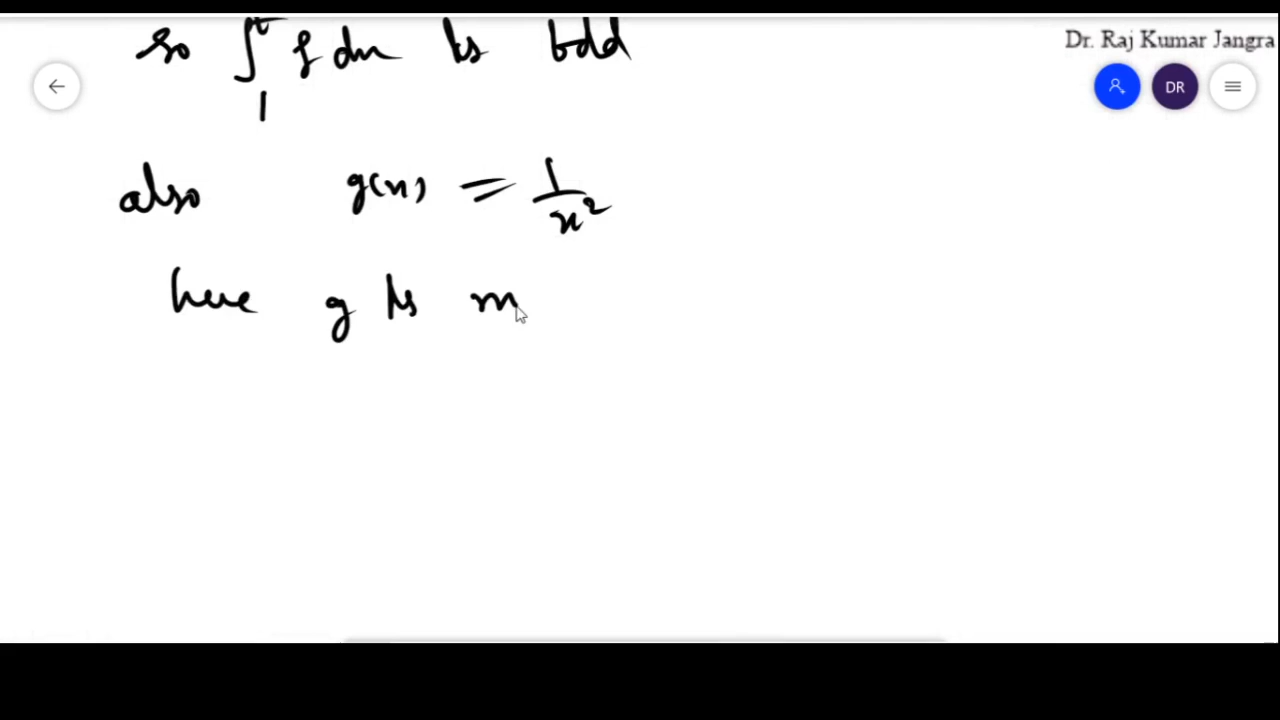 so ∫₁ᵗ f dx is bdd
Dr. Raj Kumar Jangra
DR
also g(x) = 1/x²
here g is m